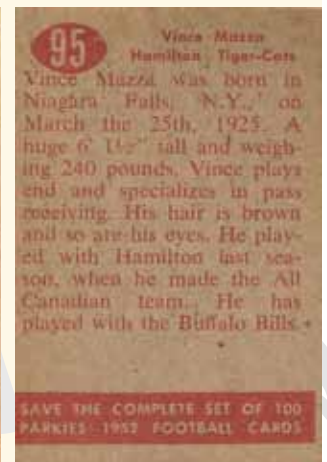 95
Vince Mazza
Hamilton Tiger-Cats
Vince Mazza was born in
Niagara Falls, N.Y., on
March the 25th, 1925. A
huge 6' 1½" tall and weigh-
ing 240 pounds, Vince plays
end and specializes in pass
receiving. His hair is brown
and so are his eyes. He play-
ed with Hamilton last sea-
son, when he made the All
Canadian team. He has
played with the Buffalo Bills.
SAVE THE COMPLETE SET OF 100
PARKIES 1952 FOOTBALL CARDS